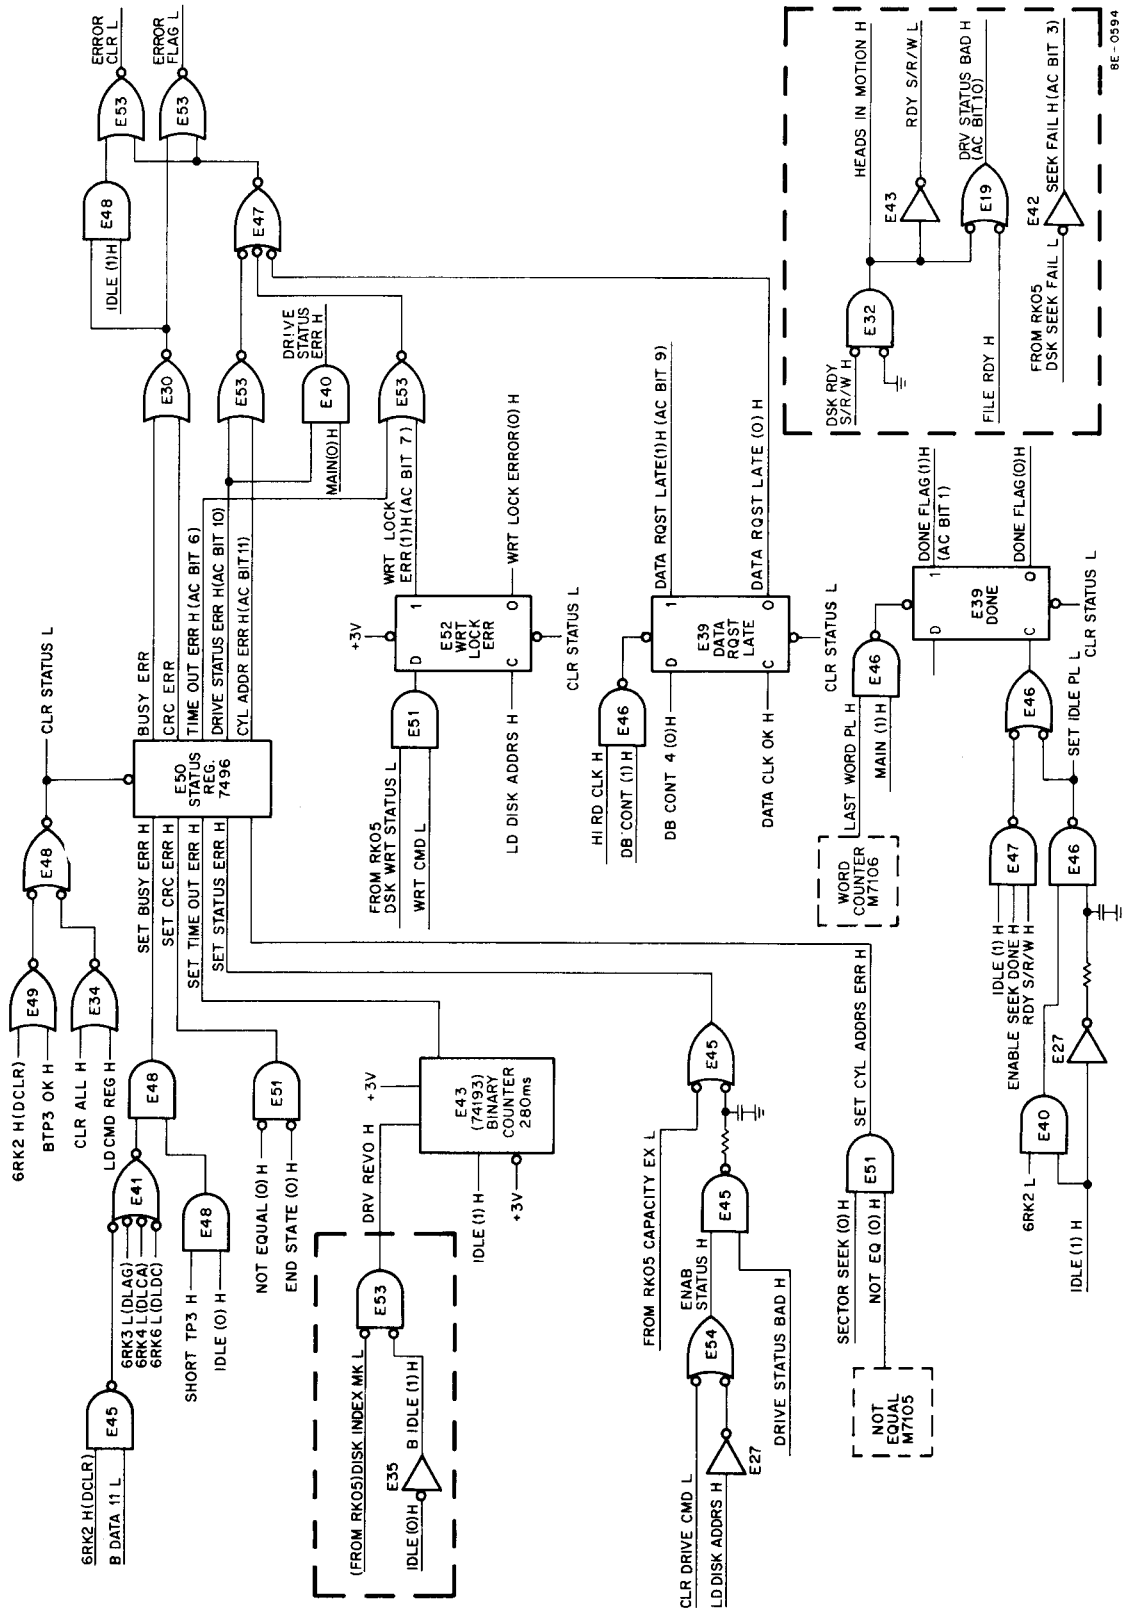 6RK2 H(DCLR)
B DATA 11 L
E45
6RK3 L(DLAG)
6RK4 L(DLCA)
6RK6 L(DLDC)
E41
SHORT TP3 H
IDLE (0) H
E48
E48
6RK2 H(DCLR)
BTP3 OK H
E49
CLR ALL H
LD CMD REG H
E34
E48
CLR STATUS L
SET BUSY ERR H
SET CRC ERR H
SET TIME OUT ERR H
SET STATUS ERR H
E50
STATUS
REG.
7496
BUSY ERR
CRC ERR
TIME OUT ERR H(AC BIT 6)
DRIVE STATUS ERR H(AC BIT 10)
CYL ADDR ERR H(AC BIT11)
E30
IDLE (1)H
E48
E53
ERROR
CLR L
E53
ERROR
FLAG L
E53
E47
MAIN(0)H
E40
DRIVE
STATUS
ERR H
E53
NOT EQUAL (0) H
END STATE (0) H
E51
(FROM RK05)DISK INDEX MK L
IDLE(0)H
E35
B IDLE (1) H
E53
DRV REVO H
+3V
E43
(74193)
BINARY
COUNTER
280ms
IDLE (1) H
+3V
FROM RK05
DSK WRT STATUS L
WRT CMD L
E51
+3V
D
1
E52
WRT
LOCK
ERR
C
0
LD DISK ADDRS H
CLR STATUS L
WRT LOCK
ERR(1)H(AC BIT 7)
WRT LOCK ERROR(0) H
HI RD CLK H
DB CONT (1) H
E46
DB CONT 4 (0) H
DATA CLK OK H
D
1
E39
DATA
RQST
LATE
C
0
DATA RQST LATE(1)H (AC BIT 9)
DATA RQST LATE (0) H
CLR STATUS L
FROM RK05 CAPACITY EX L
E45
CLR DRIVE CMD L
LD DISK ADDRS H
E27
E54
ENAB
STATUS H
DRIVE STATUS BAD H
E45
SECTOR SEEK (0) H
NOT EQ (0) H
NOT
EQUAL
M7105
E51
SET CYL ADDRS ERR H
WORD
COUNTER
M7106
LAST WORD PL H
MAIN (1) H
E46
D
1
E39
DONE
C
0
DONE FLAG(1)H
(AC BIT 1)
DONE FLAG(0)H
CLR STATUS L
IDLE (1) H
ENABLE SEEK DONE H
RDY S/R/W H
E47
E46
SET IDLE PL L
6RK2 L
IDLE (1) H
E40
E27
E46
DSK RDY
S/R/W H
E32
HEADS IN MOTION H
E43
RDY S/R/W L
FILE RDY H
E19
DRV STATUS BAD H
(AC BIT10)
FROM RK05
DSK SEEK FAIL L
E42
SEEK FAIL H(AC BIT 3)
8E-0594